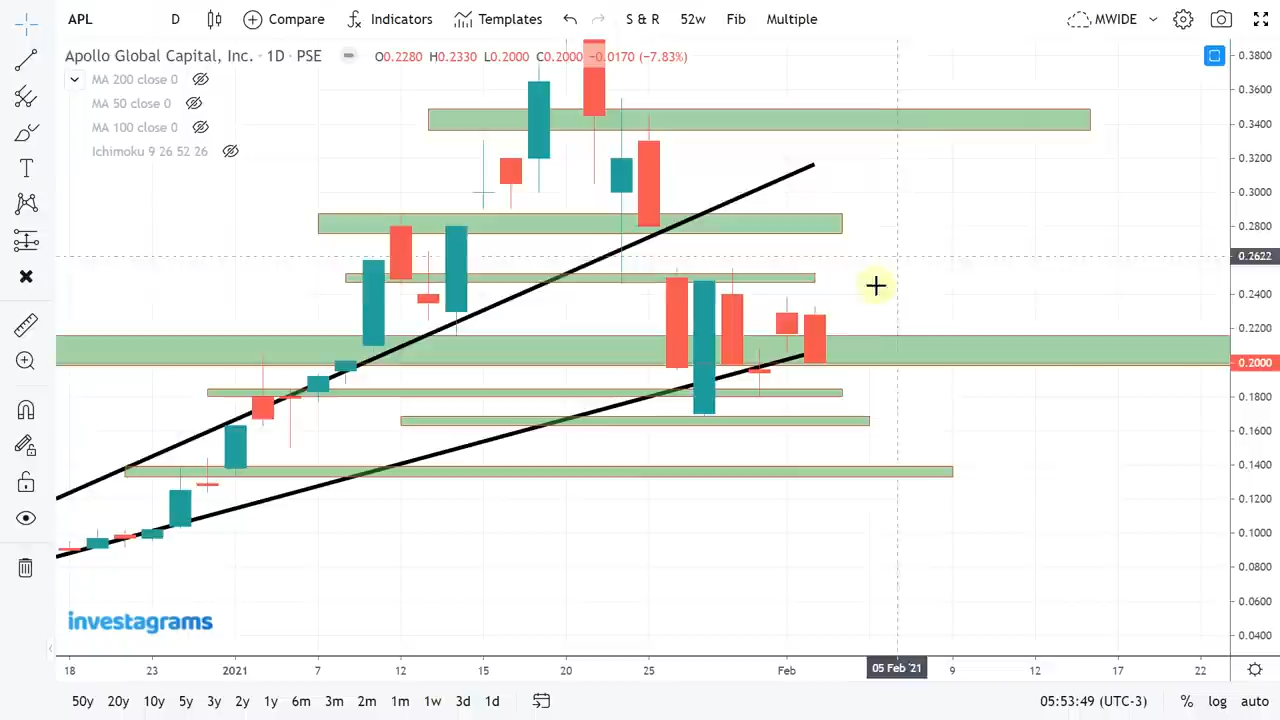 APL D Compare Indicators Templates S & R 52w Fib Multiple MWIDE
Apollo Global Capital, Inc. · 1D · PSE O0.2280 H0.2330 L0.2000 C0.2000 −0.0170 (−7.83%)
MA 200 close 0
MA 50 close 0
MA 100 close 0
Ichimoku 9 26 52 26
0.3800
0.3600
0.3400
0.3200
0.3000
0.2800
0.2622
0.2400
0.2200
0.2000
0.1800
0.1600
0.1400
0.1200
0.1000
0.0800
0.0600
0.0400
investagrams
18 23 2021 7 12 15 20 25 Feb 05 Feb '21 9 12 17 22
50y 20y 10y 5y 3y 2y 1y 6m 3m 2m 1m 1w 3d 1d 05:53:49 (UTC-3) % log auto